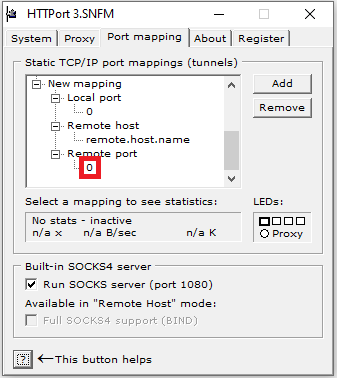 HTTPort 3.SNFM
System Proxy Port mapping About Register
Static TCP/IP port mappings (tunnels)
New mapping
Local port
0
Remote host
remote.host.name
Remote port
0
Add
Remove
Select a mapping to see statistics:
No stats - inactive
n/a x n/a B/sec n/a K
LEDs:
Proxy
Built-in SOCKS4 server
Run SOCKS server (port 1080)
Available in "Remote Host" mode:
Full SOCKS4 support (BIND)
? ←This button helps